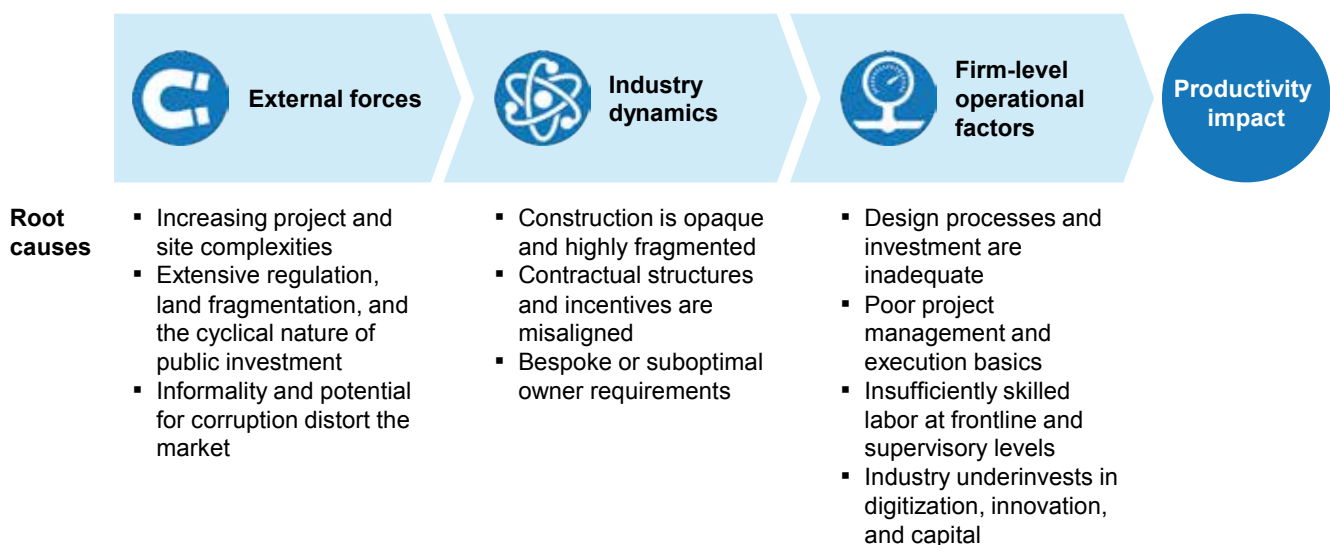 External forces
Industry
dynamics
Firm-level
operational
factors
Productivity
impact
Root
causes
▪ Increasing project and
site complexities
▪ Extensive regulation,
land fragmentation, and
the cyclical nature of
public investment
▪ Informality and potential
for corruption distort the
market
▪ Construction is opaque
and highly fragmented
▪ Contractual structures
and incentives are
misaligned
▪ Bespoke or suboptimal
owner requirements
▪ Design processes and
investment are
inadequate
▪ Poor project
management and
execution basics
▪ Insufficiently skilled
labor at frontline and
supervisory levels
▪ Industry underinvests in
digitization, innovation,
and capital